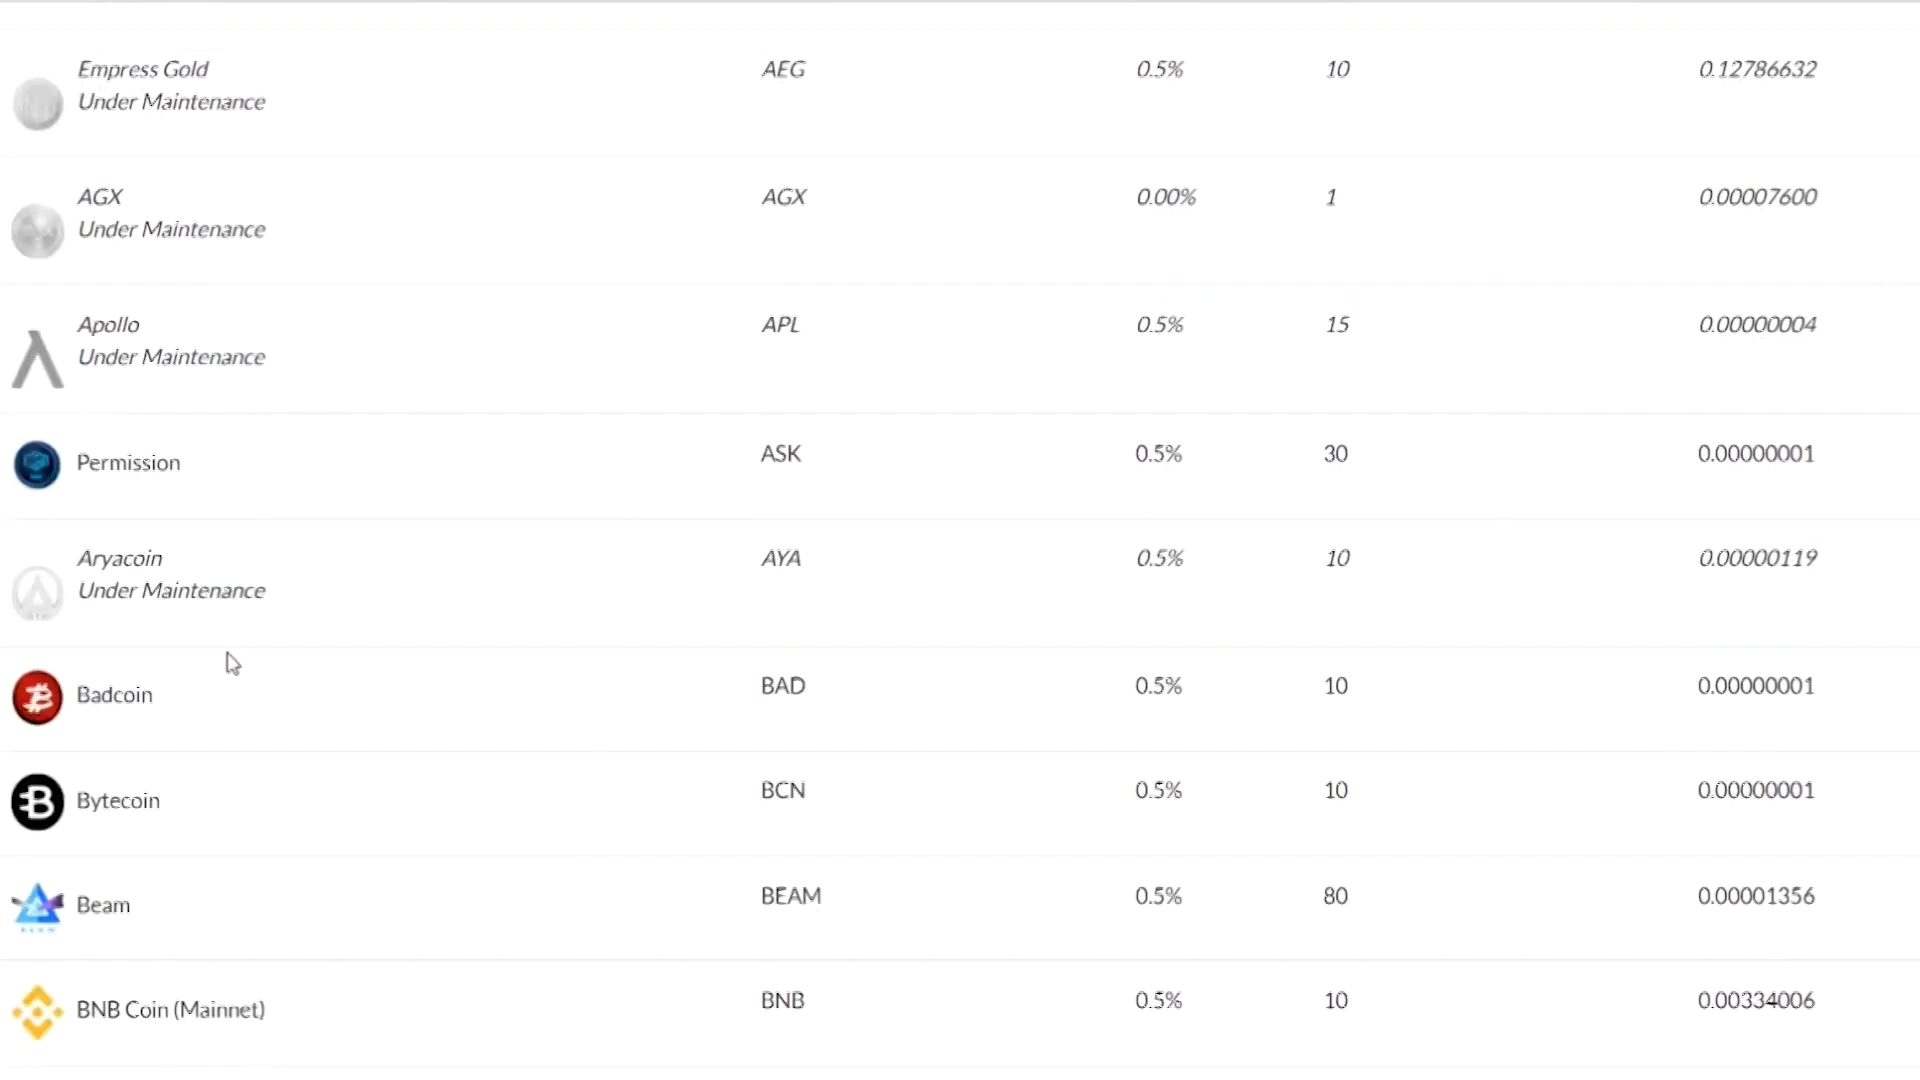 Empress Gold AEG 0.5% 10 0.12786632
Under Maintenance
AGX AGX 0.00% 1 0.00007600
Under Maintenance
Apollo APL 0.5% 15 0.00000004
Under Maintenance
Permission ASK 0.5% 30 0.00000001
Aryacoin AYA 0.5% 10 0.00000119
Under Maintenance
Badcoin BAD 0.5% 10 0.00000001
Bytecoin BCN 0.5% 10 0.00000001
Beam BEAM 0.5% 80 0.00001356
BNB Coin (Mainnet) BNB 0.5% 10 0.00334006